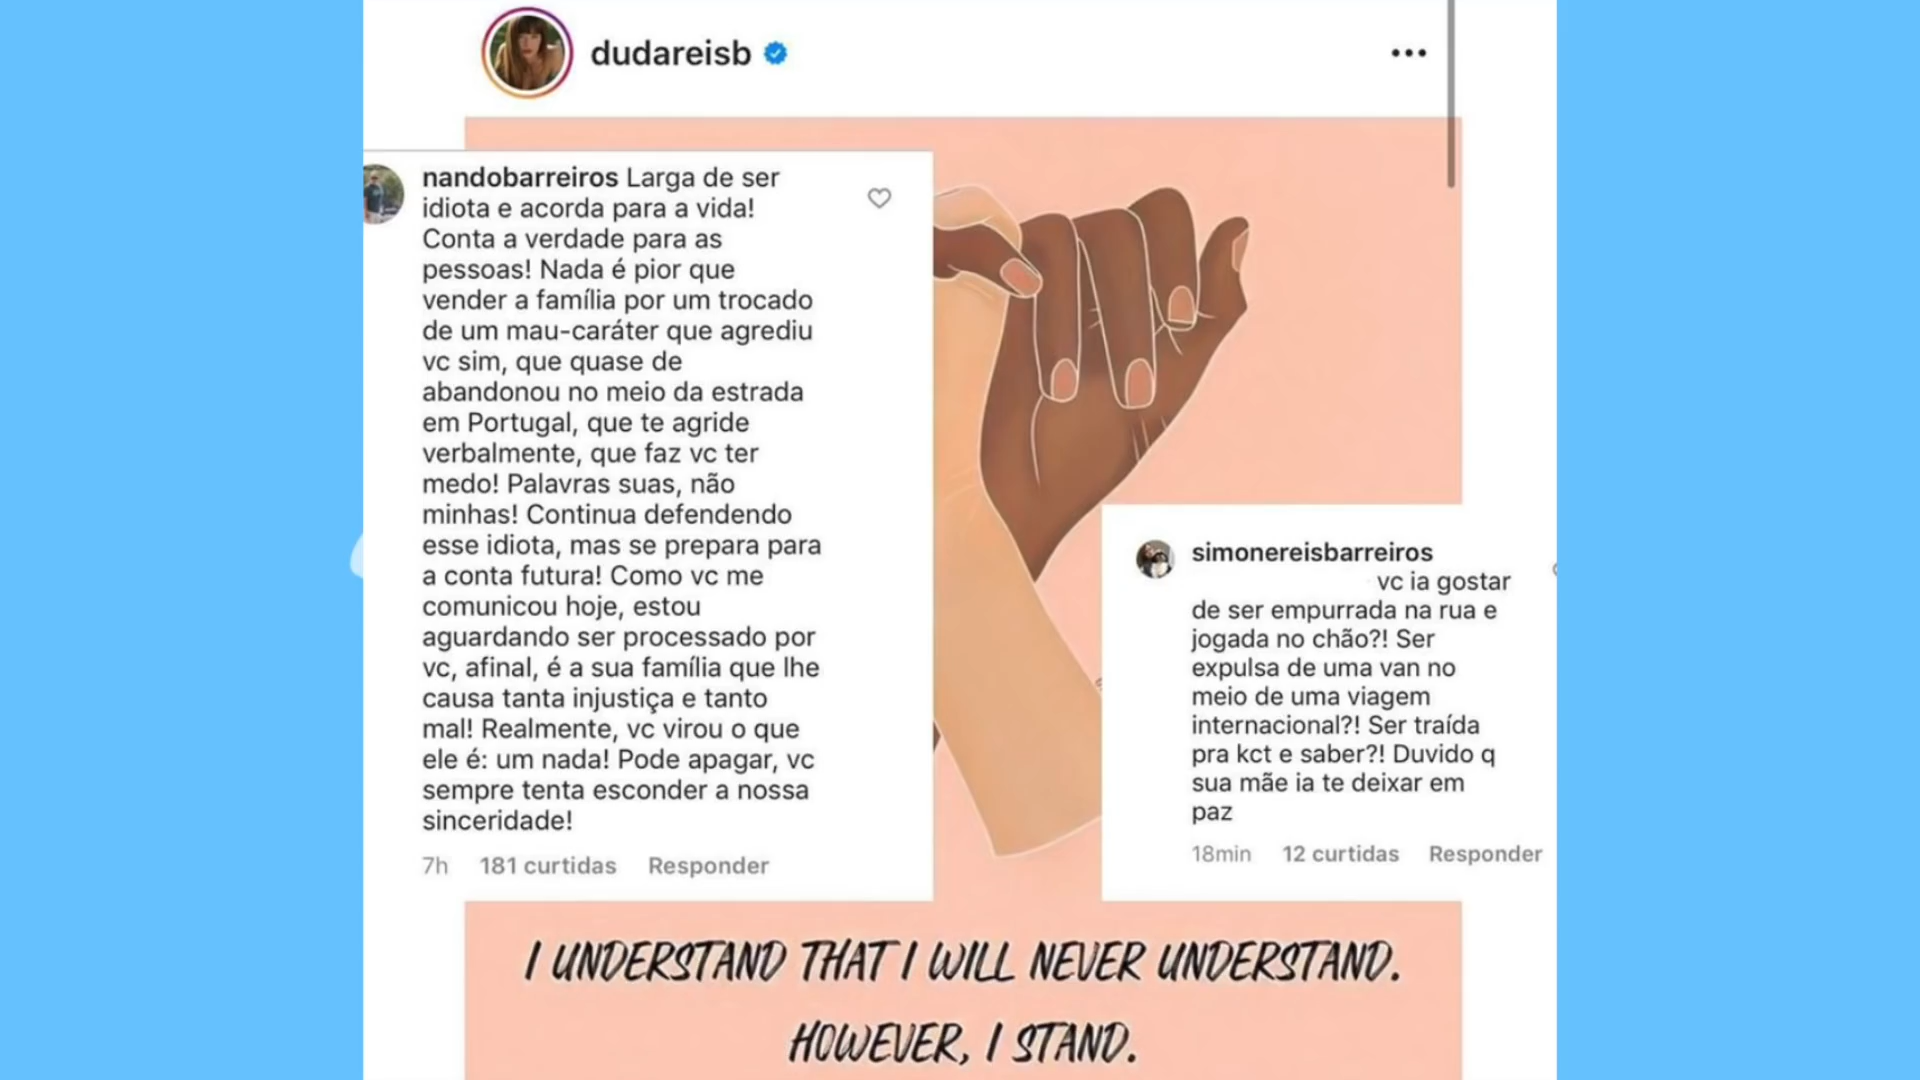 dudareisb
nandobarreiros Larga de ser
idiota e acorda para a vida!
Conta a verdade para as
pessoas! Nada é pior que
vender a família por um trocado
de um mau-caráter que agrediu
vc sim, que quase de
abandonou no meio da estrada
em Portugal, que te agride
verbalmente, que faz vc ter
medo! Palavras suas, não
minhas! Continua defendendo
esse idiota, mas se prepara para
a conta futura! Como vc me
comunicou hoje, estou
aguardando ser processado por
vc, afinal, é a sua família que lhe
causa tanta injustiça e tanto
mal! Realmente, vc virou o que
ele é: um nada! Pode apagar, vc
sempre tenta esconder a nossa
sinceridade!
7h 181 curtidas Responder
simonereisbarreiros
vc ia gostar
de ser empurrada na rua e
jogada no chão?! Ser
expulsa de uma van no
meio de uma viagem
internacional?! Ser traída
pra kct e saber?! Duvido q
sua mãe ia te deixar em
paz
18min 12 curtidas Responder
I UNDERSTAND THAT I WILL NEVER UNDERSTAND.
HOWEVER, I STAND.